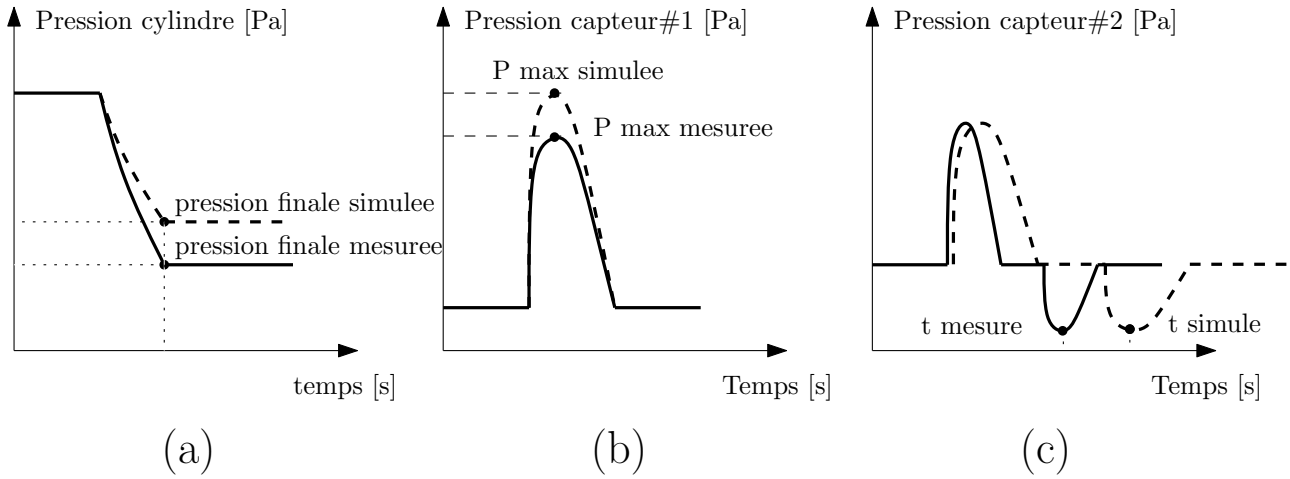 Pression cylindre [Pa]
pression finale simulee
pression finale mesuree
temps [s]
(a)
Pression capteur#1 [Pa]
P max simulee
P max mesuree
Temps [s]
(b)
Pression capteur#2 [Pa]
t mesure
t simule
Temps [s]
(c)